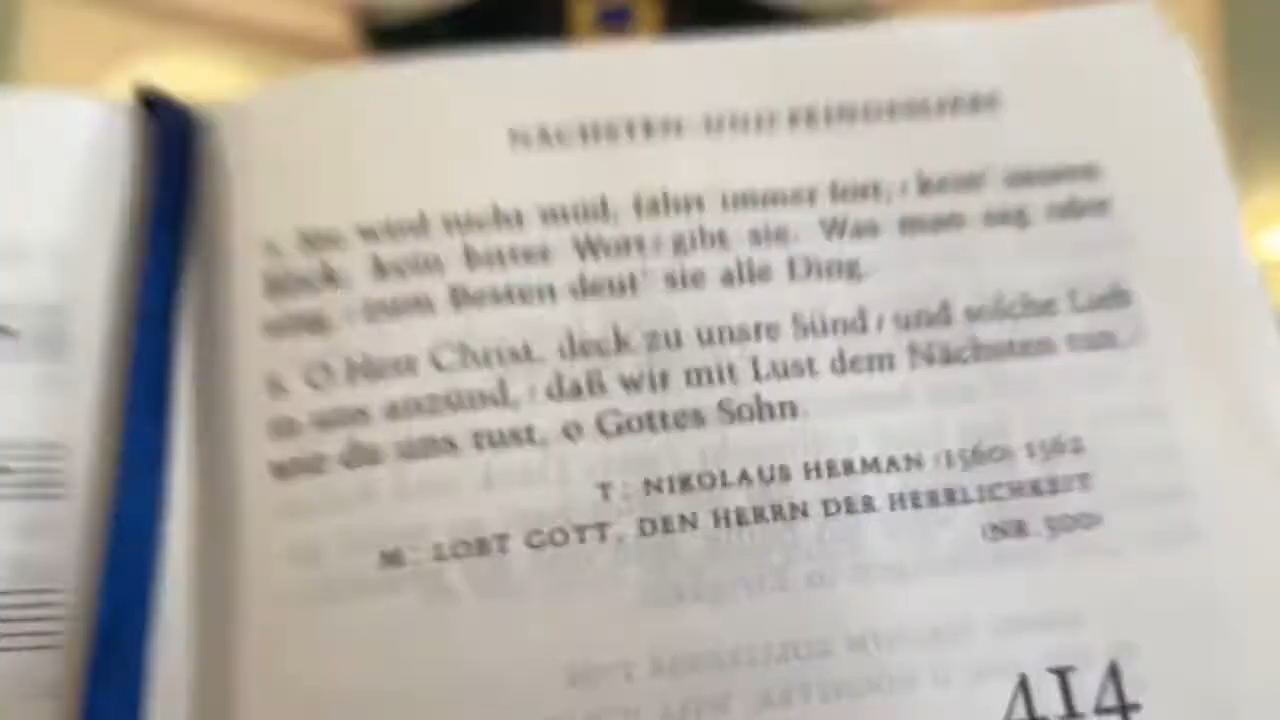 NÄCHSTEN- UND FEINDESLIEBE
wird nicht müd, fährt immer fort, / kein'
kein bitter Wort / gibt sie. Was man sag oder
sing, / zum Besten deut' sie alle Ding.
O Herr Christ, deck zu unsre Sünd / und solche Lieb
in uns anzünd, / daß wir mit Lust dem Nächsten tun,
wie du uns tust, o Gottes Sohn.
T: NIKOLAUS HERMAN (1560) 1562
M: LOBT GOTT, DEN HERRN DER HERRLICHKEIT
(NR. 300)
414